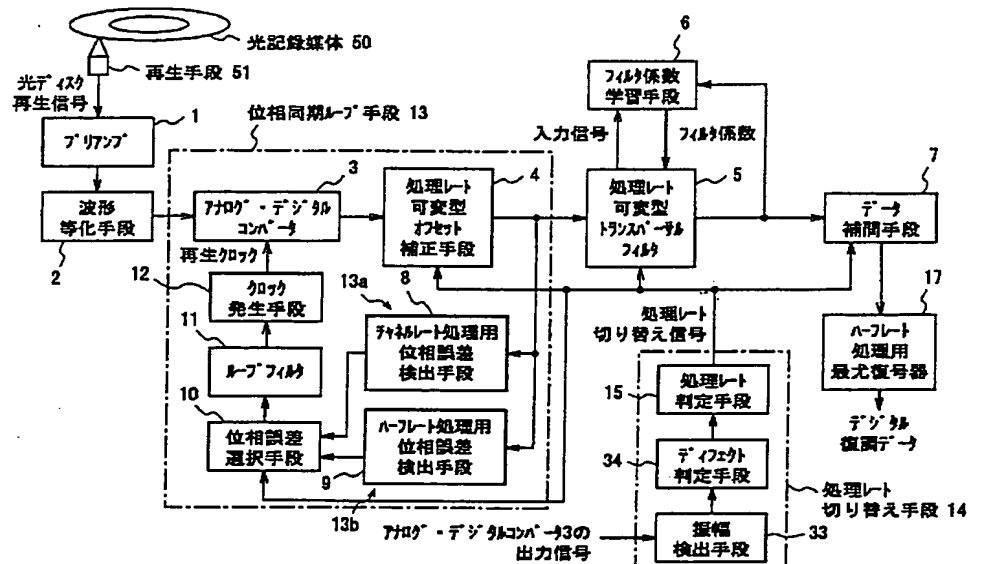 光記録媒体 50
再生手段 51
光ディスク
再生信号
1
プリアンプ
波形
等化手段
2
位相同期ループ手段 13
3
アナログ・デジタル
コンバータ
4
処理レート
可変型
オフセット
補正手段
6
フィルタ係数
学習手段
入力信号
フィルタ係数
5
処理レート
可変型
トランスバーサル
フィルタ
7
データ
補間手段
再生クロック
12
クロック
発生手段
11
ループフィルタ
10
位相誤差
選択手段
13a
8
チャネルレート処理用
位相誤差
検出手段
ハーフレート処理用
位相誤差
検出手段
9
13b
処理レート
切り替え信号
17
ハーフレート
処理用
最尤復号器
デジタル
復調データ
15
処理レート
判定手段
34
ディフェクト
判定手段
処理レート
切り替え手段 14
アナログ・デジタルコンバータ3の
出力信号
振幅
検出手段
33